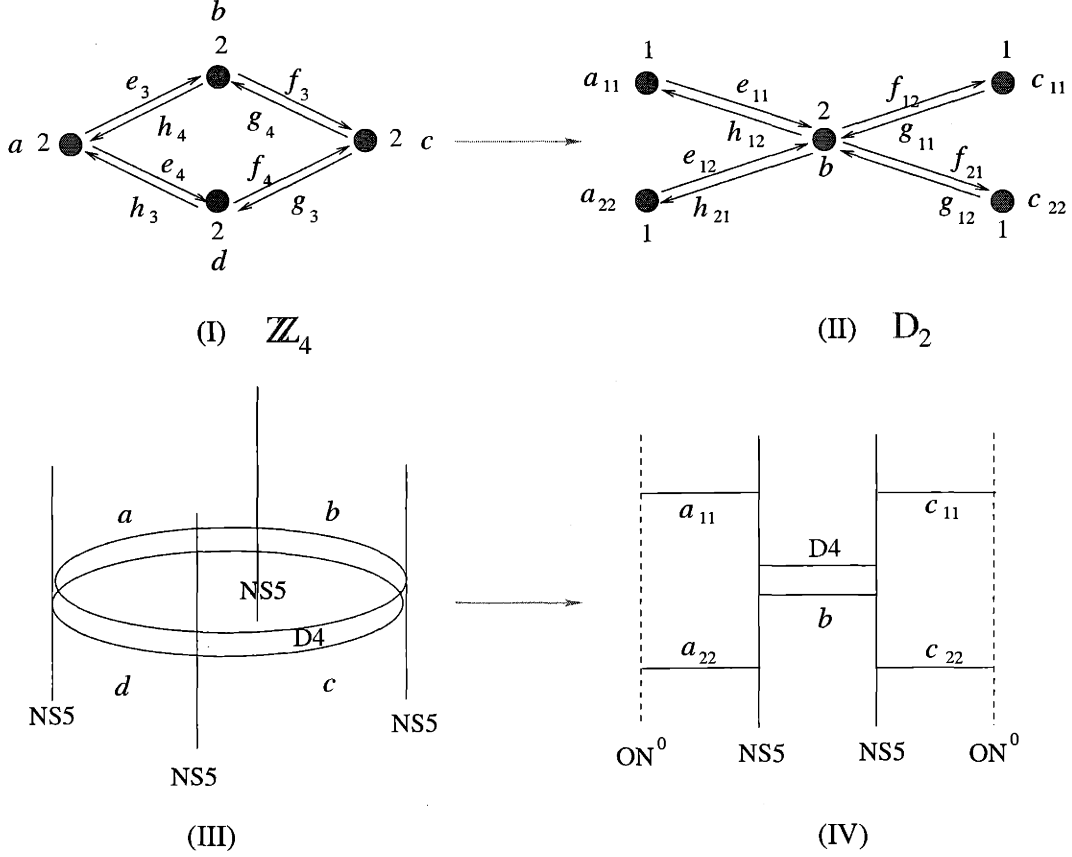 b
2
e₃ f₃
h₄ g₄
a 2 2 c
e₄ f₄
h₃ g₃
2
d
(I) ℤ₄
1 1
a₁₁ c₁₁
e₁₁ 2 f₁₂
h₁₂ g₁₁
e₁₂ b f₂₁
a₂₂ h₂₁ g₁₂ c₂₂
1 1
(II) D₂
a b
NS5
D4
d c
NS5 NS5
NS5
(III)
a₁₁ c₁₁
D4
b
a₂₂ c₂₂
ON⁰ NS5 NS5 ON⁰
(IV)